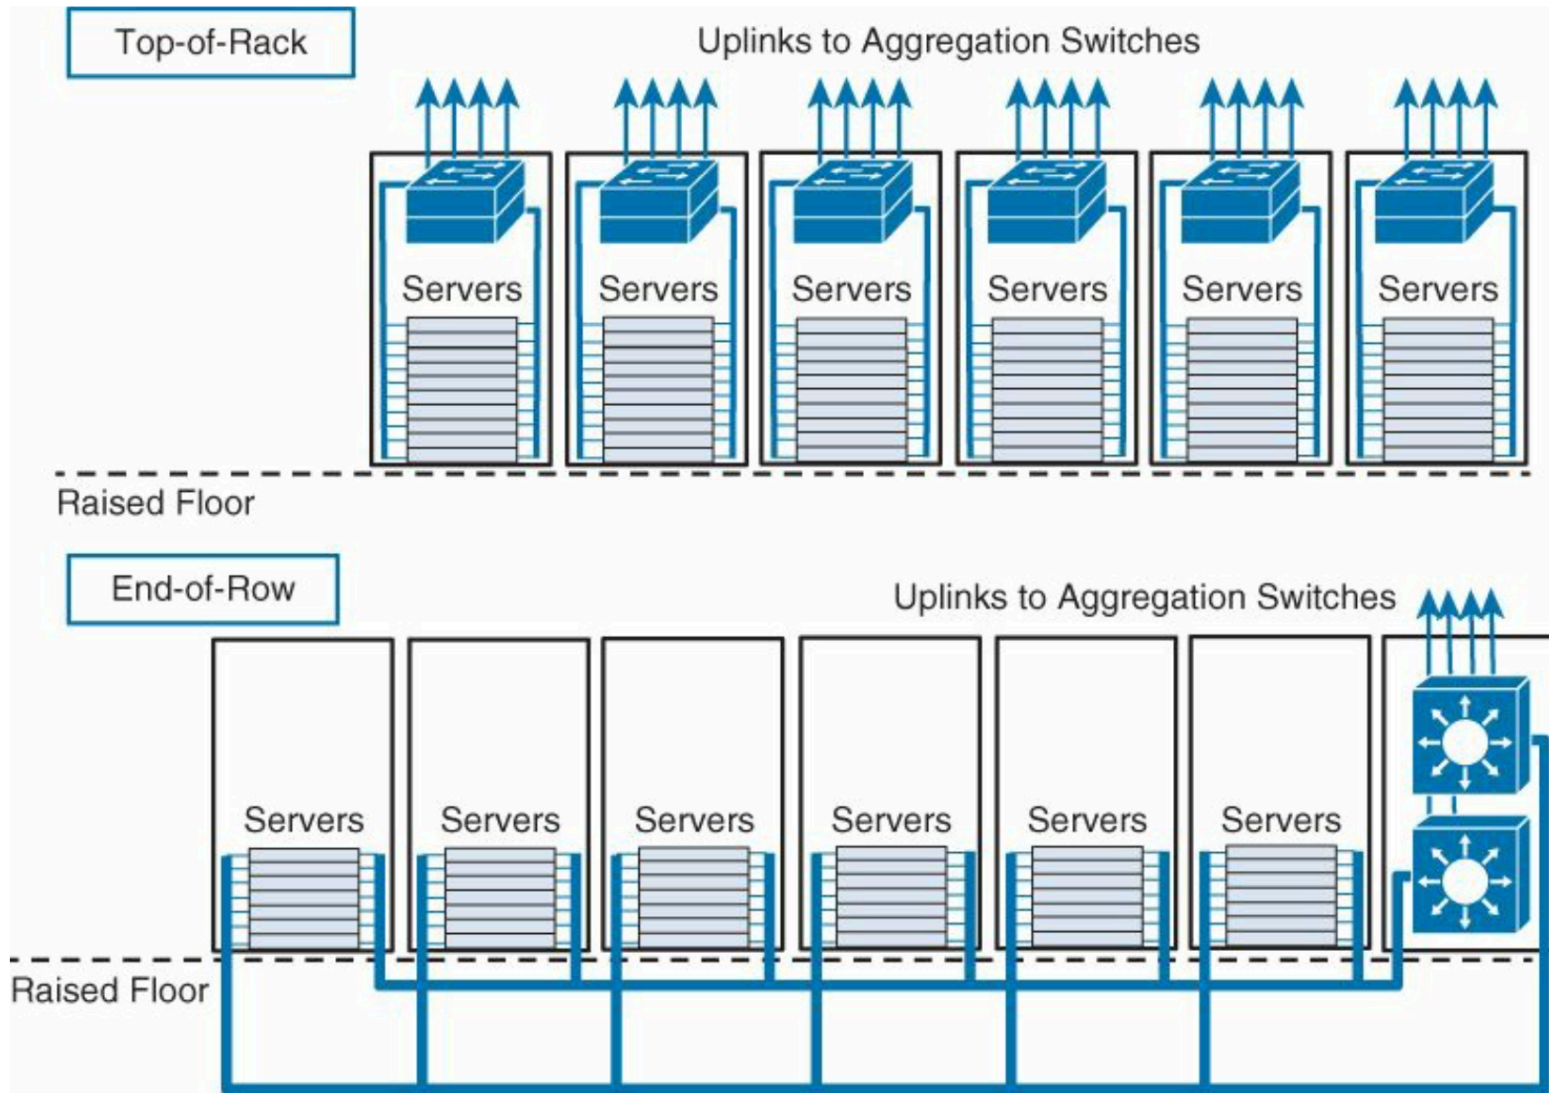 Top-of-Rack
Uplinks to Aggregation Switches
Servers
Servers
Servers
Servers
Servers
Servers
Raised Floor
End-of-Row
Uplinks to Aggregation Switches
Servers
Servers
Servers
Servers
Servers
Servers
Raised Floor